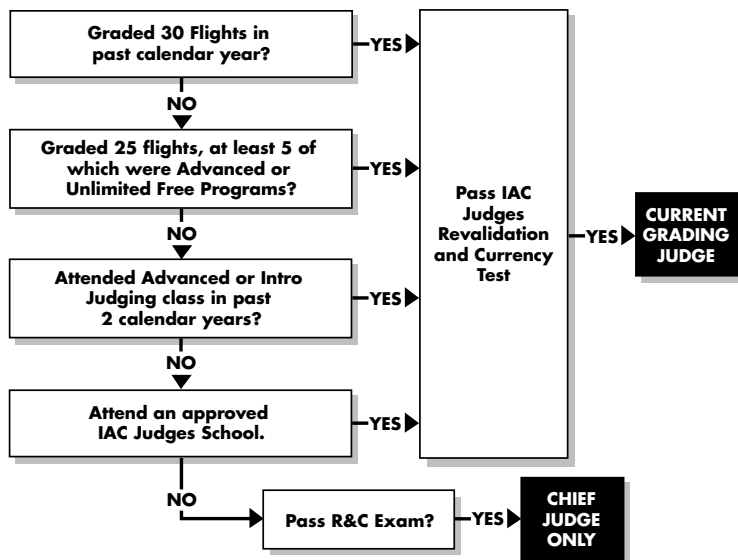 Graded 30 Flights in
past calendar year?
YES
NO
Graded 25 flights, at least 5 of
which were Advanced or
Unlimited Free Programs?
YES
NO
Attended Advanced or Intro
Judging class in past
2 calendar years?
YES
NO
Attend an approved
IAC Judges School.
YES
Pass IAC
Judges
Revalidation
and Currency
Test
YES
CURRENT
GRADING
JUDGE
NO
Pass R&C Exam?
YES
CHIEF
JUDGE
ONLY